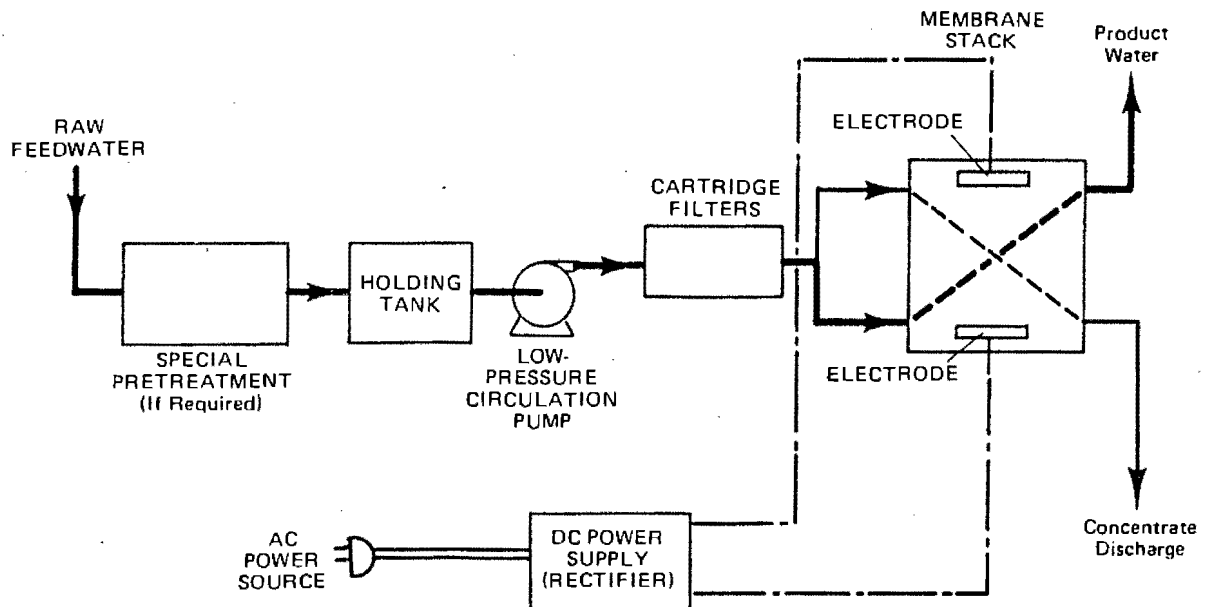 MEMBRANE
STACK
Product
Water
RAW
FEEDWATER
ELECTRODE
CARTRIDGE
FILTERS
HOLDING
TANK
SPECIAL
PRETREATMENT
(If Required)
LOW-
PRESSURE
CIRCULATION
PUMP
ELECTRODE
AC
POWER
SOURCE
DC POWER
SUPPLY
(RECTIFIER)
Concentrate
Discharge